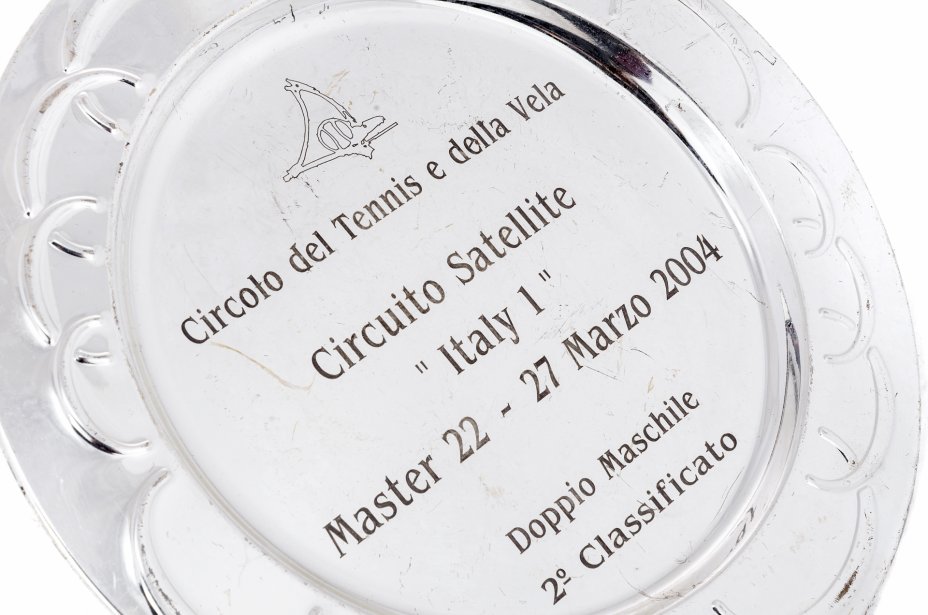 Circolo del Tennis e della Vela
Circuito Satellite
" Italy 1 "
Master 22 - 27 Marzo 2004
Doppio Maschile
2º Classificato